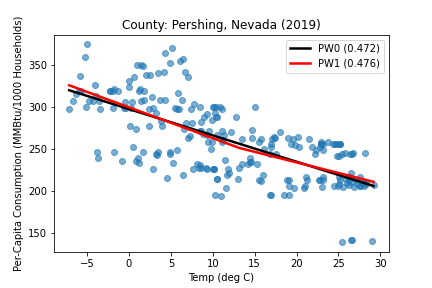 County: Pershing, Nevada (2019)
PW0 (0.472)
PW1 (0.476)
Per-Capita Consumption (MMBtu/1000 Households)
350
300
250
200
150
−5 0 5 10 15 20 25 30
Temp (deg C)